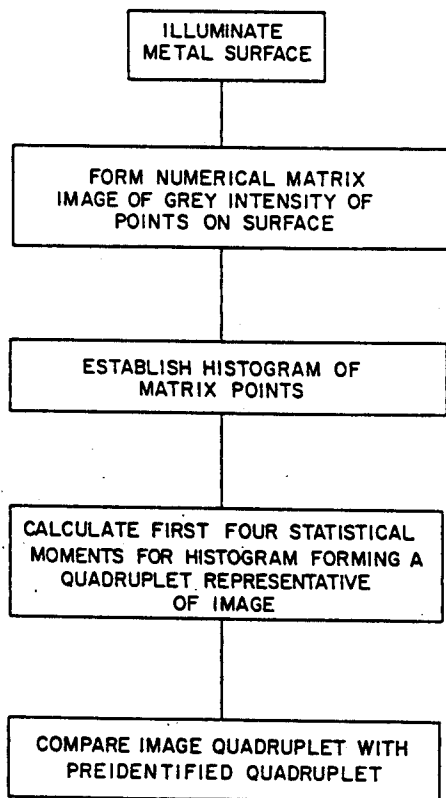 ILLUMINATE
METAL SURFACE
FORM NUMERICAL MATRIX
IMAGE OF GREY INTENSITY OF
POINTS ON SURFACE
ESTABLISH HISTOGRAM OF
MATRIX POINTS
CALCULATE FIRST FOUR STATISTICAL
MOMENTS FOR HISTOGRAM FORMING A
QUADRUPLET REPRESENTATIVE
OF IMAGE
COMPARE IMAGE QUADRUPLET WITH
PREIDENTIFIED QUADRUPLET